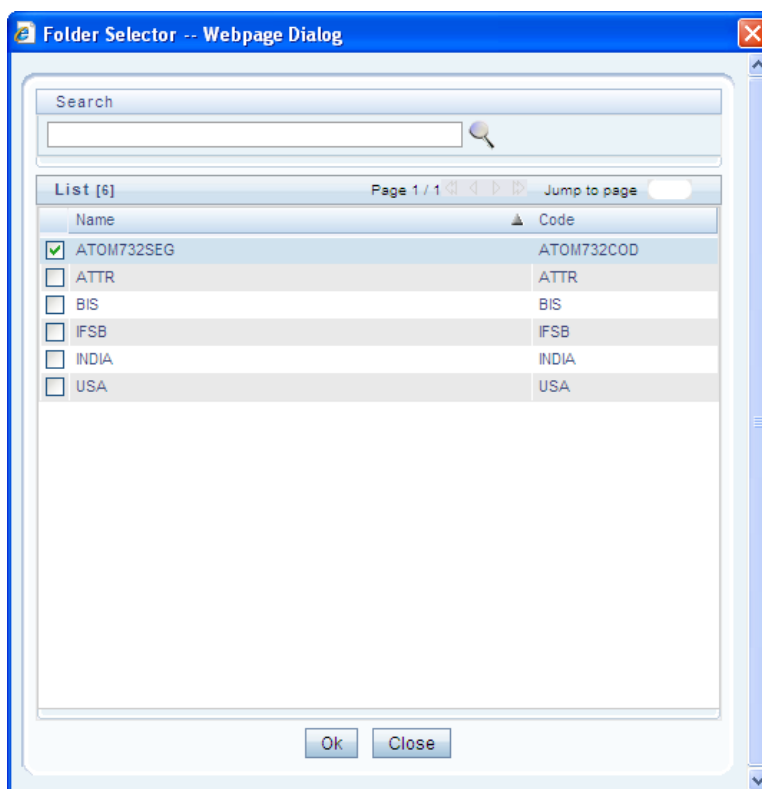 Folder Selector -- Webpage Dialog
Search
List [6] Page 1 / 1 Jump to page
Name Code
ATOM732SEG ATOM732COD
ATTR ATTR
BIS BIS
IFSB IFSB
INDIA INDIA
USA USA
Ok Close